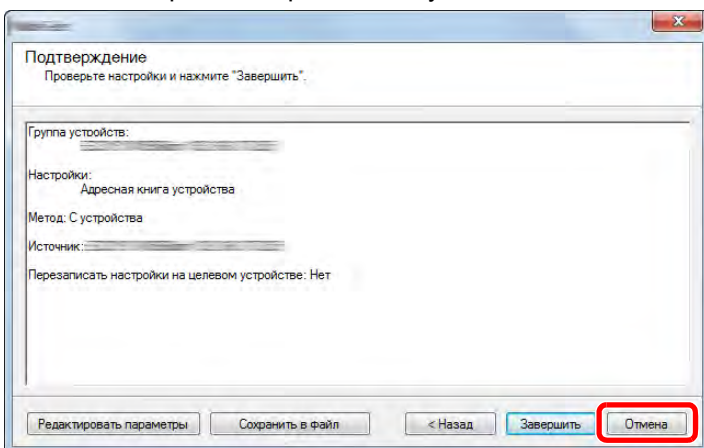 Подтверждение
Проверьте настройки и нажмите "Завершить".
Группа устройств:
Настройки:
Адресная книга устройства
Метод: С устройства
Источник:
Перезаписать настройки на целевом устройстве: Нет
Редактировать параметры Сохранить в файл < Назад Завершить Отмена